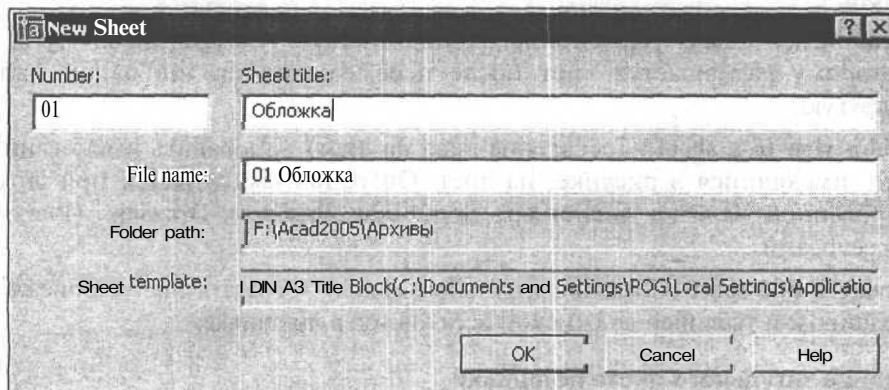 New Sheet
Number: Sheet title:
01 Обложка
File name: 01 Обложка
Folder path: F:\Acad2005\Архивы
Sheet template: DIN A3 Title Block(C:\Documents and Settings\POG\Local Settings\Applicatio
OK Cancel Help